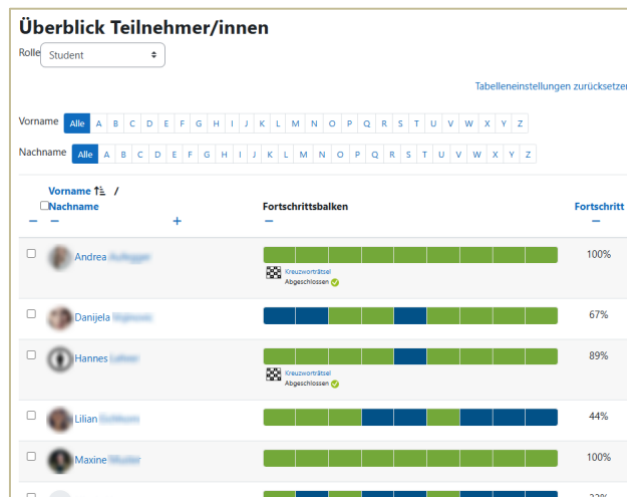 Überblick Teilnehmer/innen
Rolle Student
Tabelleneinstellungen zurücksetzen
Vorname Alle A B C D E F G H I J K L M N O P Q R S T U V W X Y Z
Nachname Alle A B C D E F G H I J K L M N O P Q R S T U V W X Y Z
Vorname /
Nachname Fortschrittsbalken Fortschritt
Andrea 100%
Kreuzworträtsel
Abgeschlossen
Danijela 67%
Hannes 89%
Kreuzworträtsel
Abgeschlossen
Lilian 44%
Maxine 100%